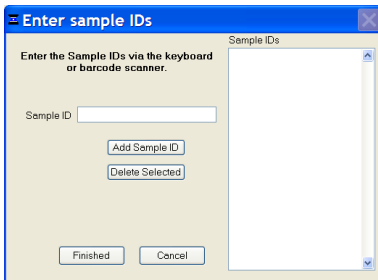 Enter sample IDs
Sample IDs
Enter the Sample IDs via the keyboard
or barcode scanner.
Sample ID
Add Sample ID
Delete Selected
Finished
Cancel